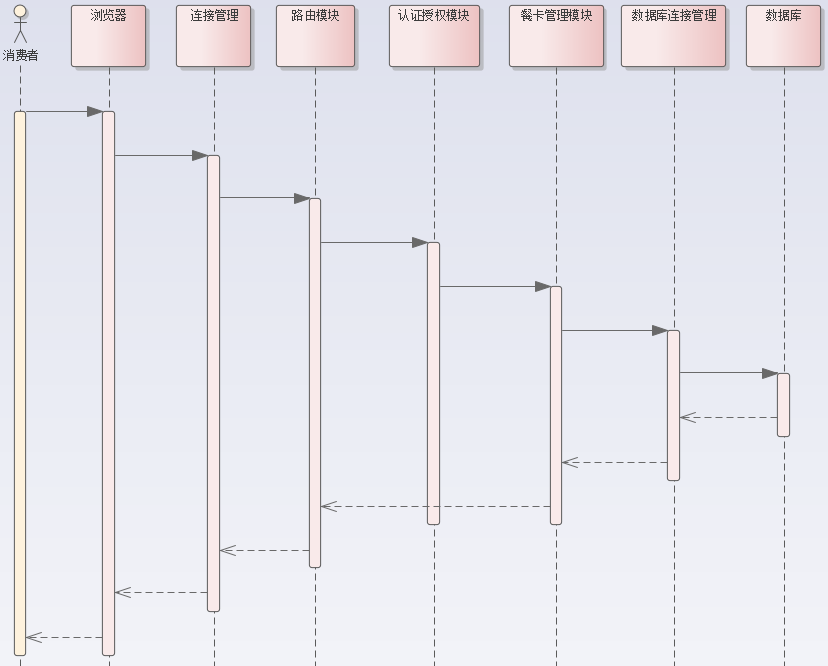 浏览器
连接管理
路由模块
认证授权模块
餐卡管理模块
数据库连接管理
数据库
消费者